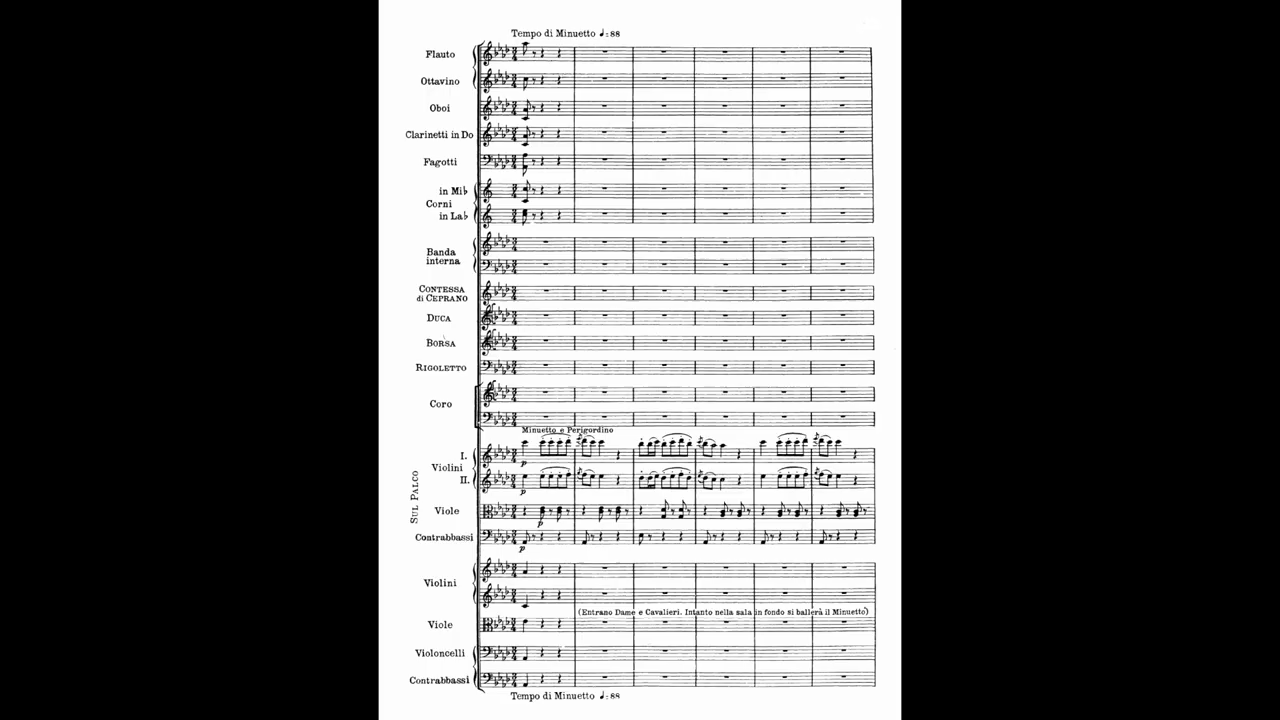 Tempo di Minuetto ♩=88
Flauto
Ottavino
Oboi
Clarinetti in Do
Fagotti
in Mi♭
Corni
in La♭
Banda
interna
CONTESSA
di CEPRANO
DUCA
BORSA
RIGOLETTO
Coro
Minuetto e Perigordino
I.
Violini
II.
SUL PALCO
p
p
Viole
p
Contrabbassi
p
Violini
(Entrano Dame e Cavalieri. Intanto nella sala in fondo si ballerà il Minuetto)
Viole
Violoncelli
Contrabbassi
Tempo di Minuetto ♩=88